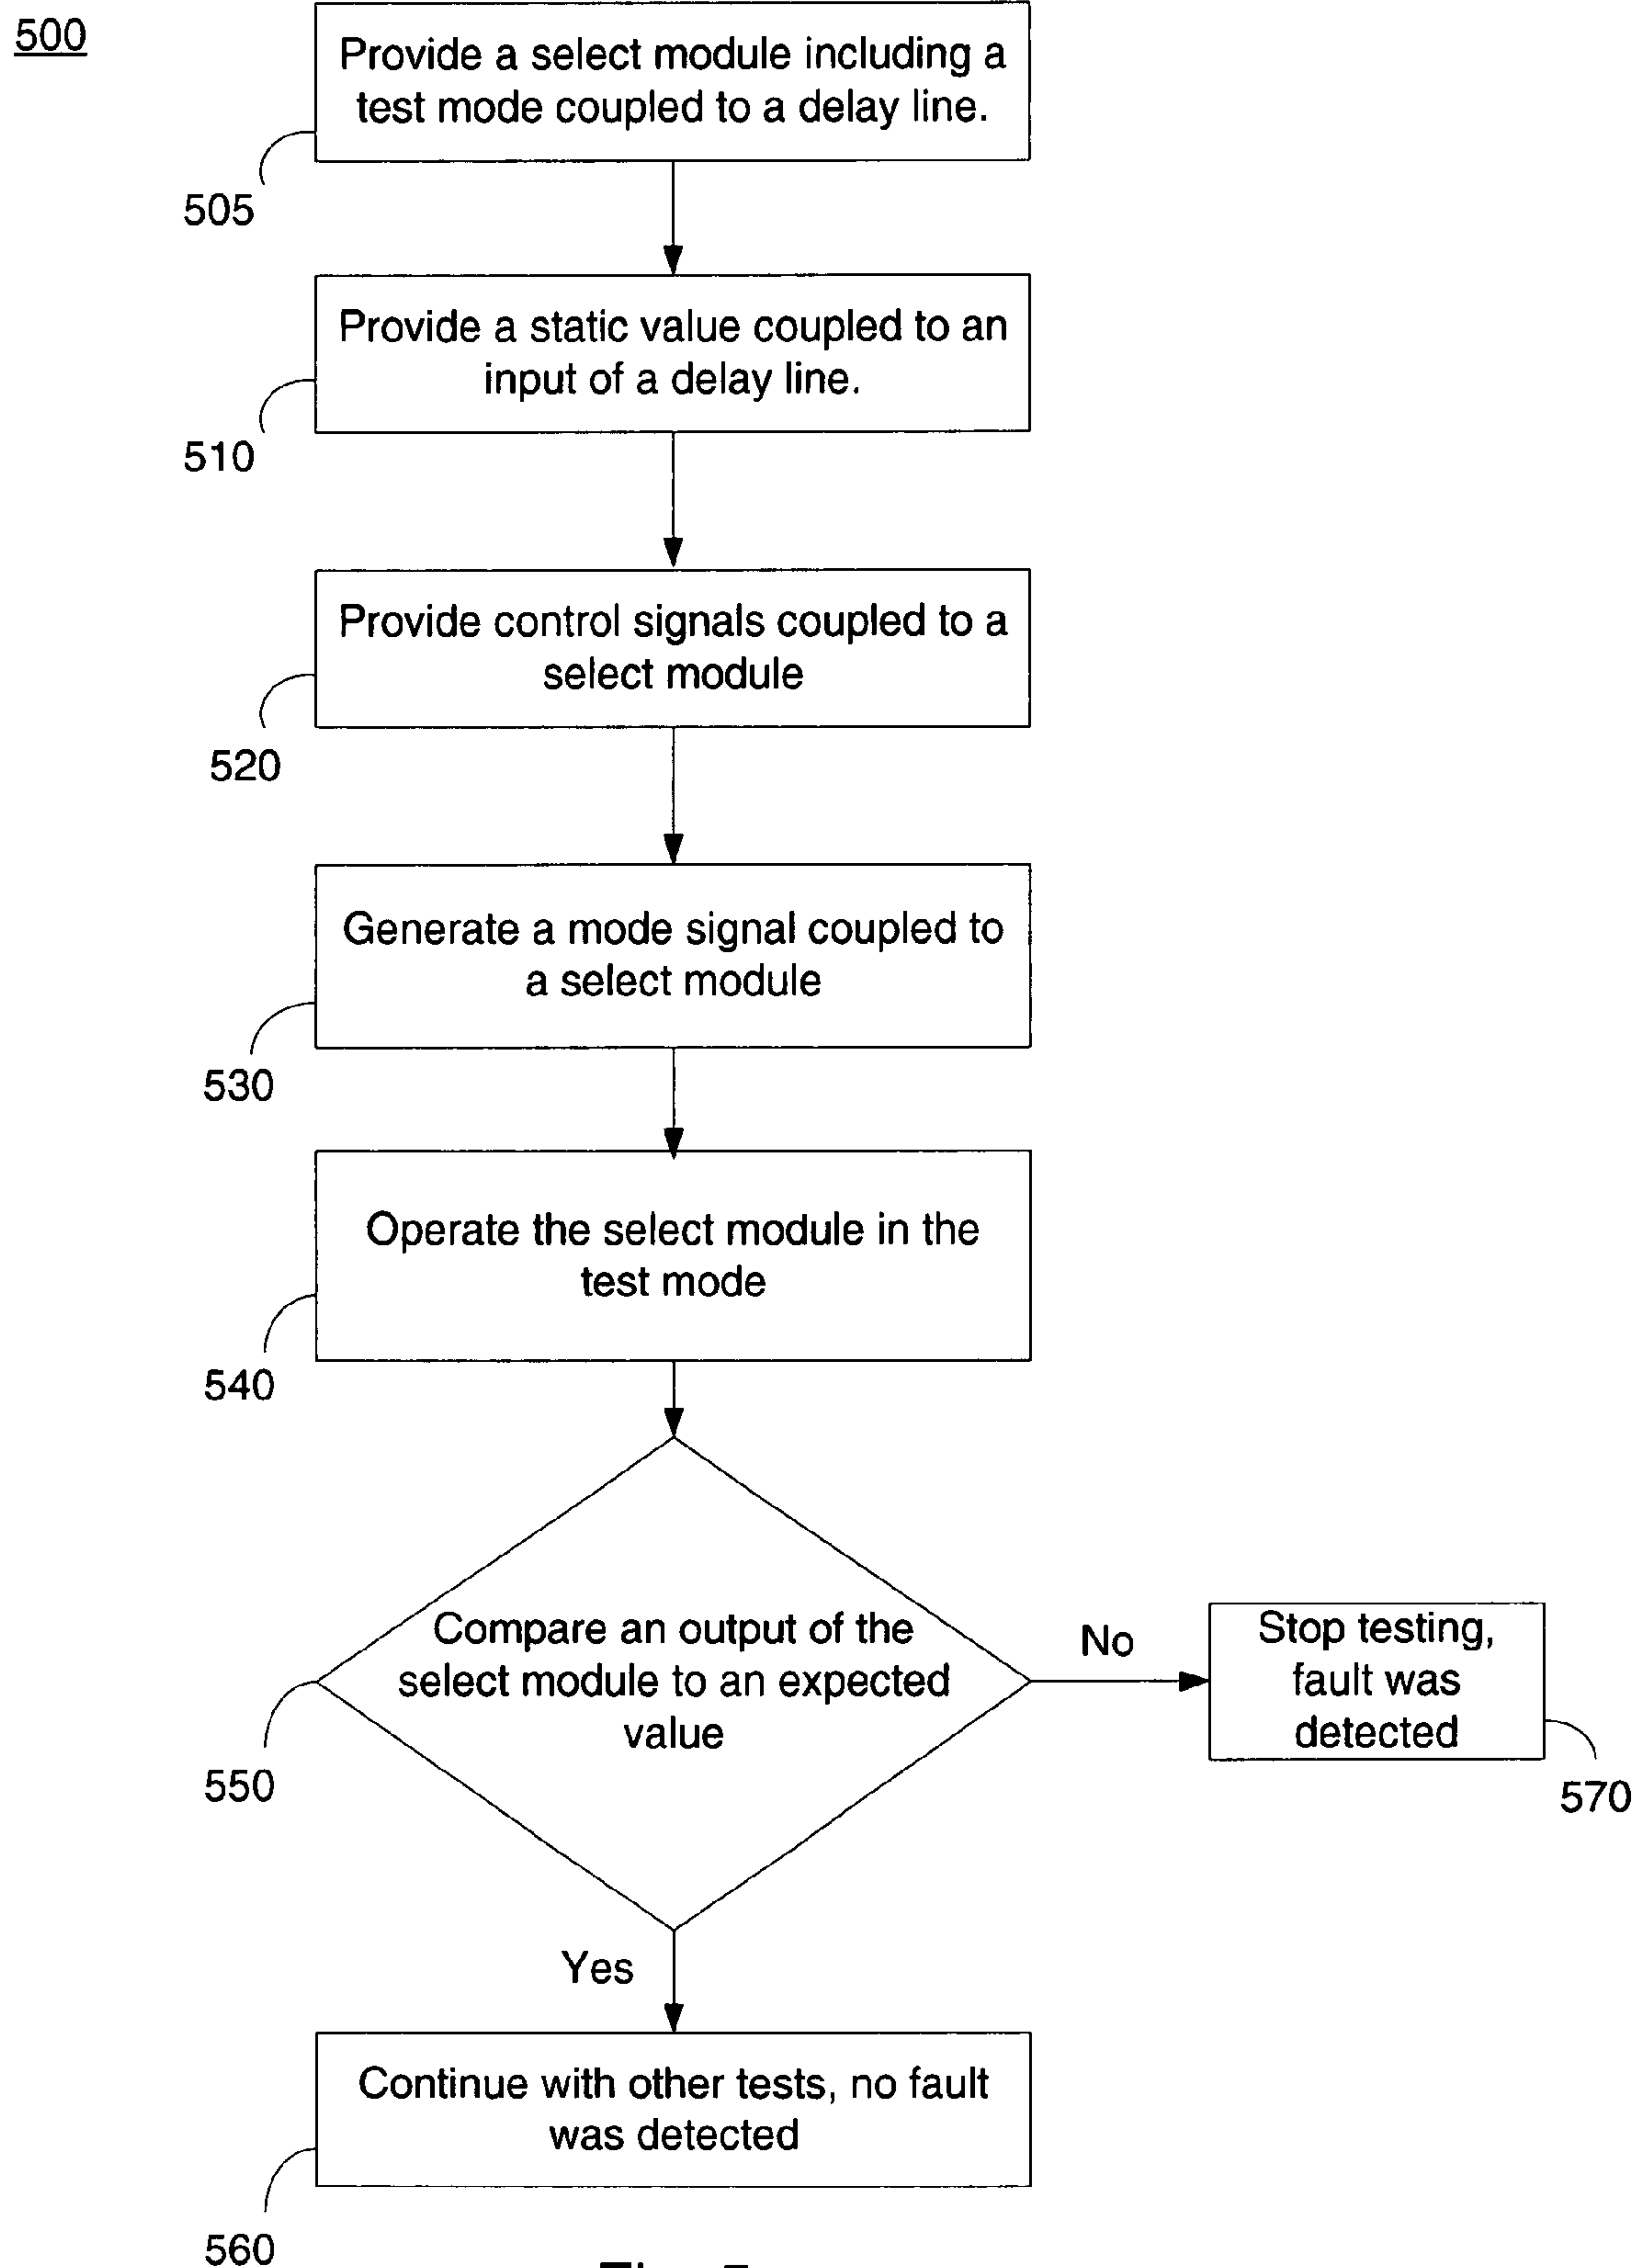 500
Provide a select module including a
test mode coupled to a delay line.
505
Provide a static value coupled to an
input of a delay line.
510
Provide control signals coupled to a
select module
520
Generate a mode signal coupled to
a select module
530
Operate the select module in the
test mode
540
Compare an output of the
select module to an expected
value
550
No
Stop testing,
fault was
detected
570
Yes
Continue with other tests, no fault
was detected
560